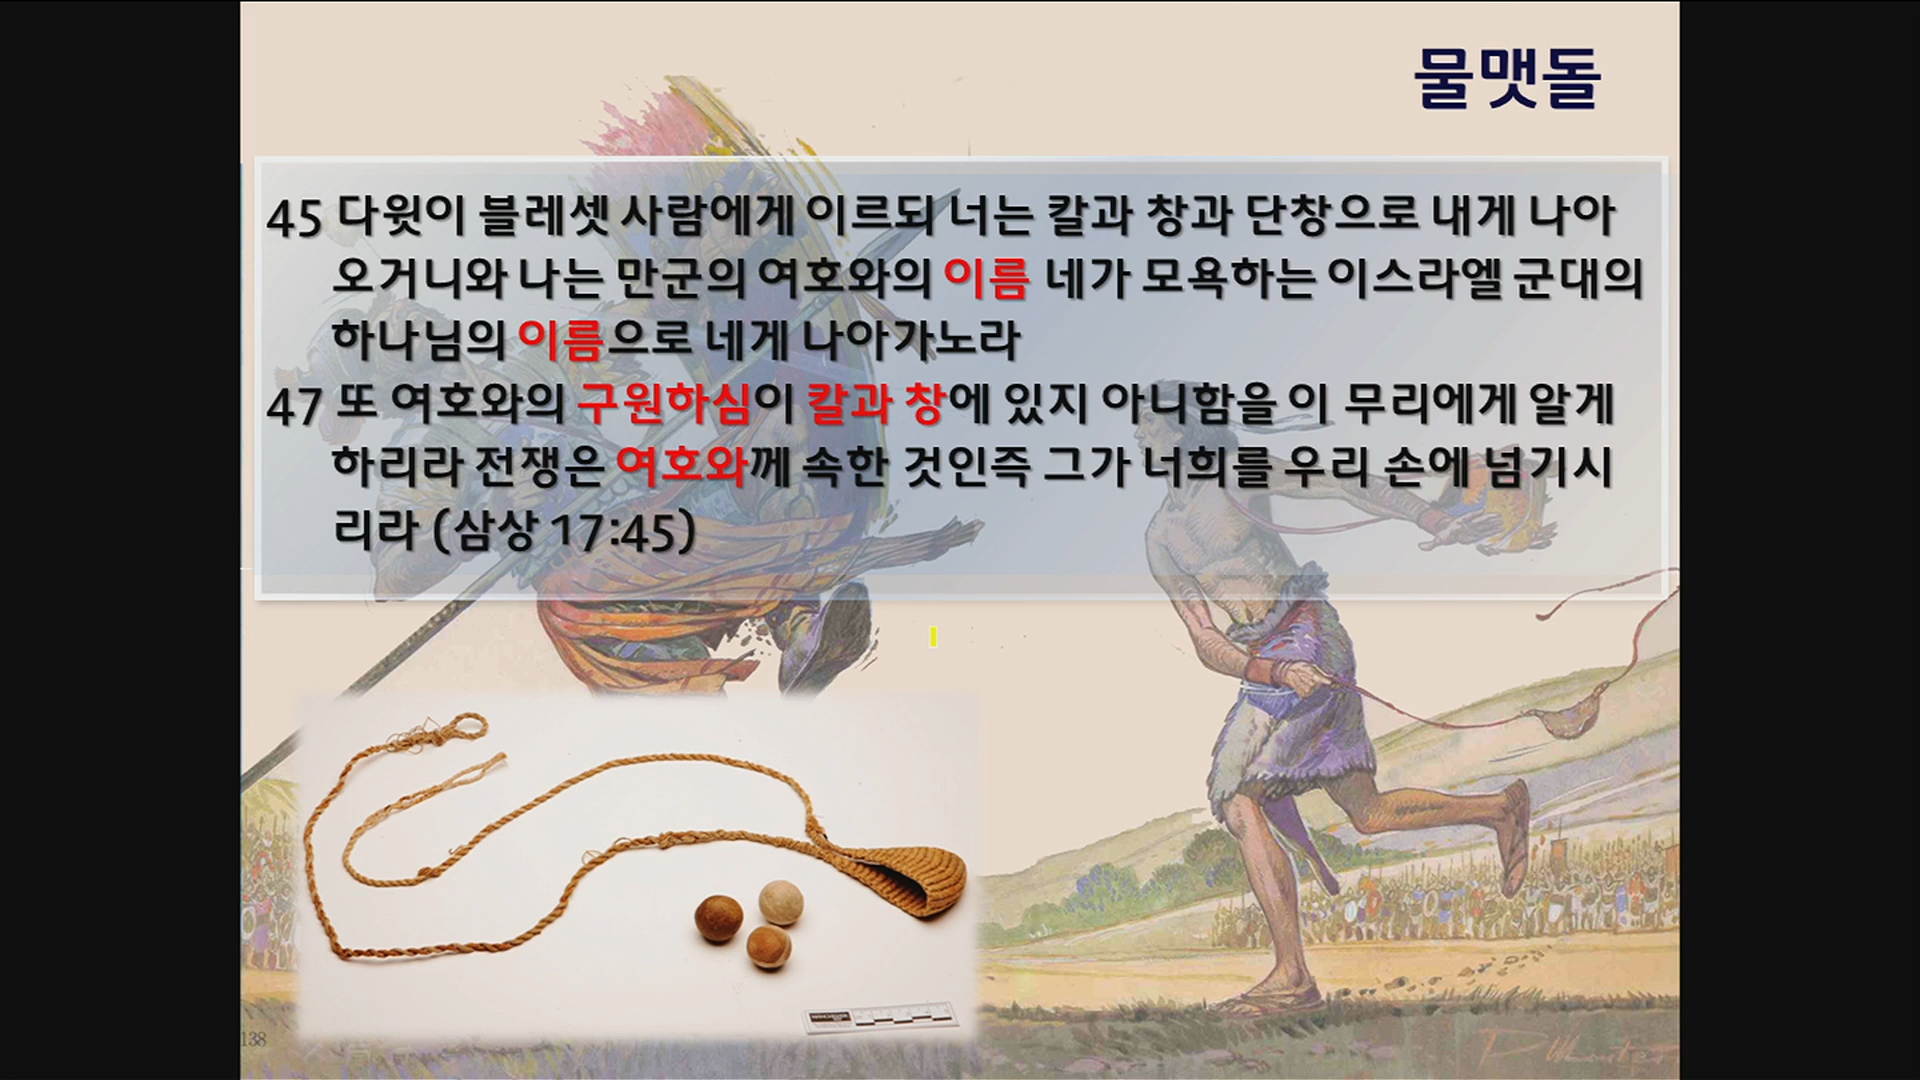 물맷돌
45 다윗이 블레셋 사람에게 이르되 너는 칼과 창과 단창으로 내게 나아
오거니와 나는 만군의 여호와의 이름 네가 모욕하는 이스라엘 군대의
하나님의 이름으로 네게 나아가노라
47 또 여호와의 구원하심이 칼과 창에 있지 아니함을 이 무리에게 알게
하리라 전쟁은 여호와께 속한 것인즉 그가 너희를 우리 손에 넘기시
리라 (삼상 17:45)
138